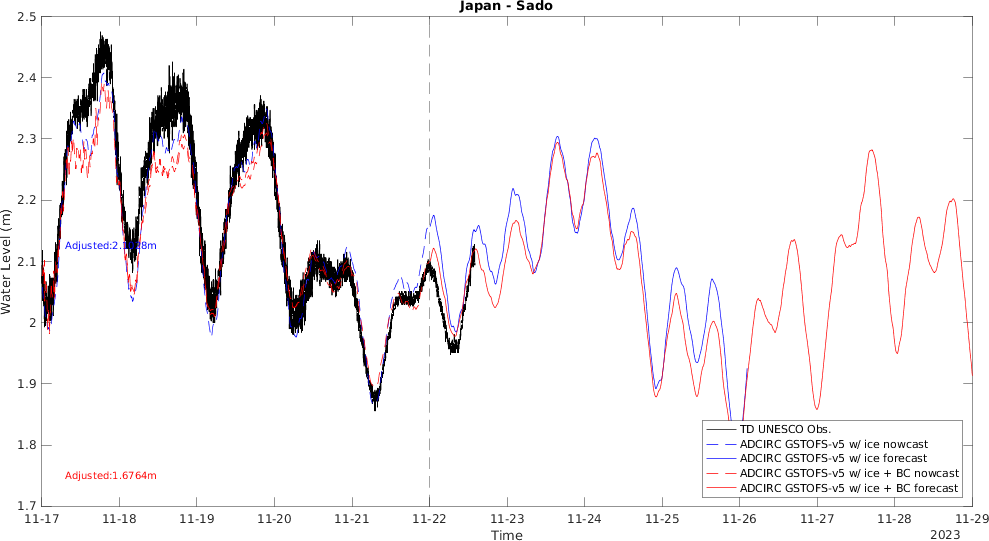 Japan - Sado
Water Level (m)
2.5
2.4
2.3
2.2
2.1
2
1.9
1.8
1.7
Adjusted:1.6764m
TD UNESCO Obs.
ADCIRC GSTOFS-v5 w/ ice nowcast
ADCIRC GSTOFS-v5 w/ ice forecast
ADCIRC GSTOFS-v5 w/ ice + BC nowcast
ADCIRC GSTOFS-v5 w/ ice + BC forecast
11-17 11-18 11-19 11-20 11-21 11-22 11-23 11-24 11-25 11-26 11-27 11-28 11-29
Time
2023